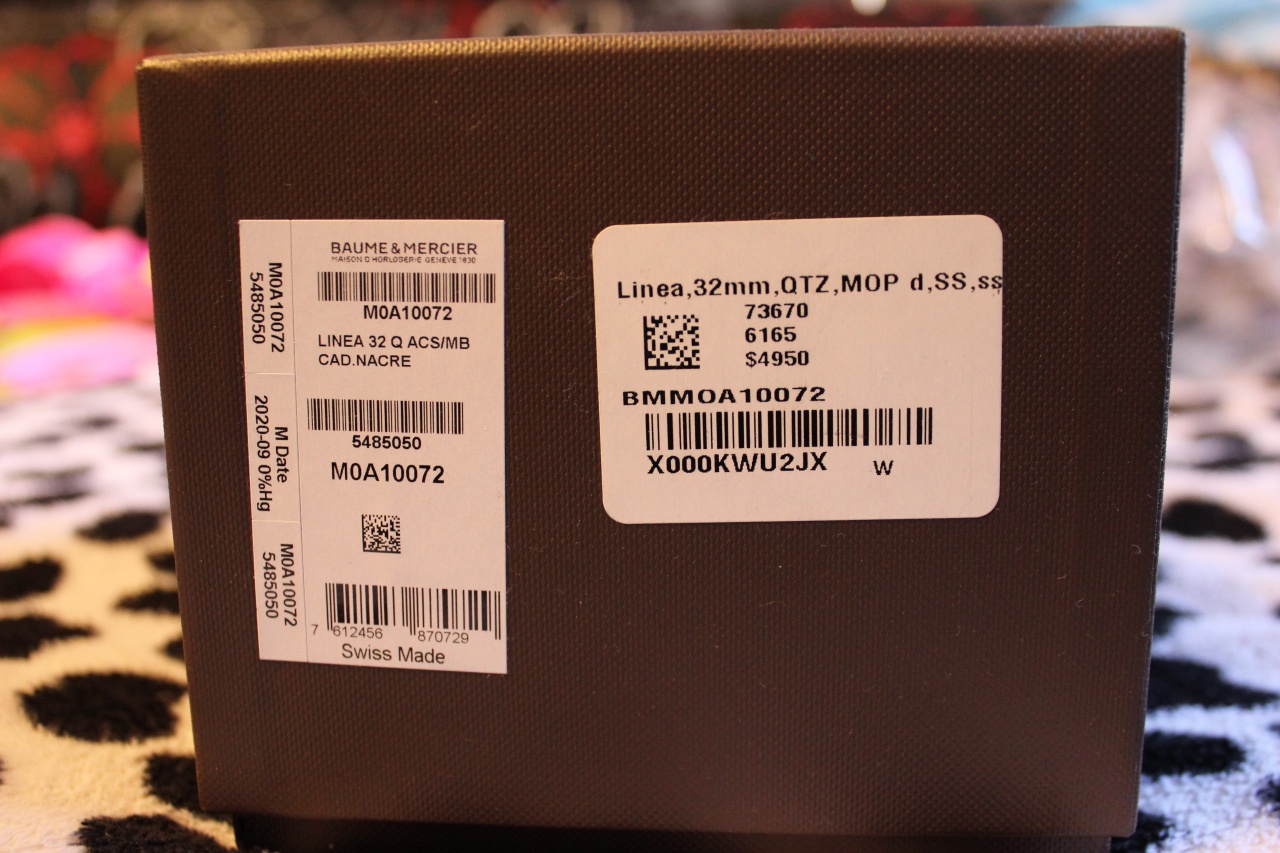 M0A10072
5485050
M Date
2020-09 0%Hg
M0A10072
5485050
BAUME & MERCIER
MAISON D'HORLOGERIE GENEVE 1830
M0A10072
LINEA 32 Q ACS/MB
CAD.NACRE
5485050
M0A10072
7 612456 870729
Swiss Made
Linea,32mm,QTZ,MOP d,SS,ss
73670
6165
$4950
BMMOA10072
X000KWU2JX W